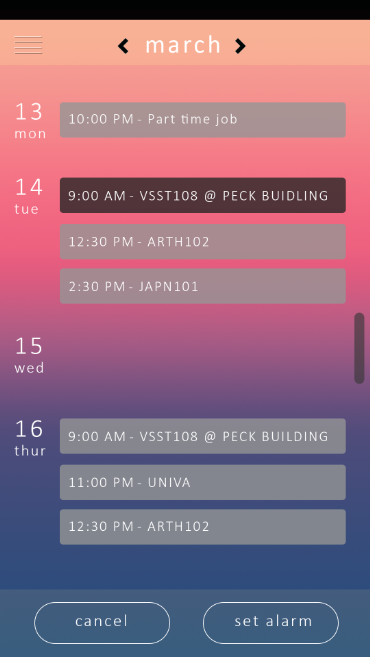 march
13
mon
10:00 PM - Part time job
14
tue
9:00 AM - VSST108 @ PECK BUIDLING
12:30 PM - ARTH102
2:30 PM - JAPN101
15
wed
16
thur
9:00 AM - VSST108 @ PECK BUILDING
11:00 PM - UNIVA
12:30 PM - ARTH102
cancel
set alarm